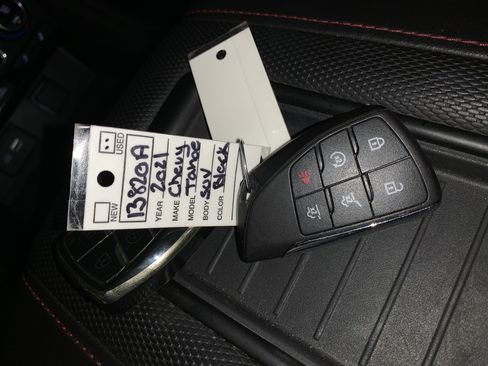 NEW USED
13820A
YEAR 2021
MAKE Chevy
MODEL Tahoe
BODY SUV
COLOR Black